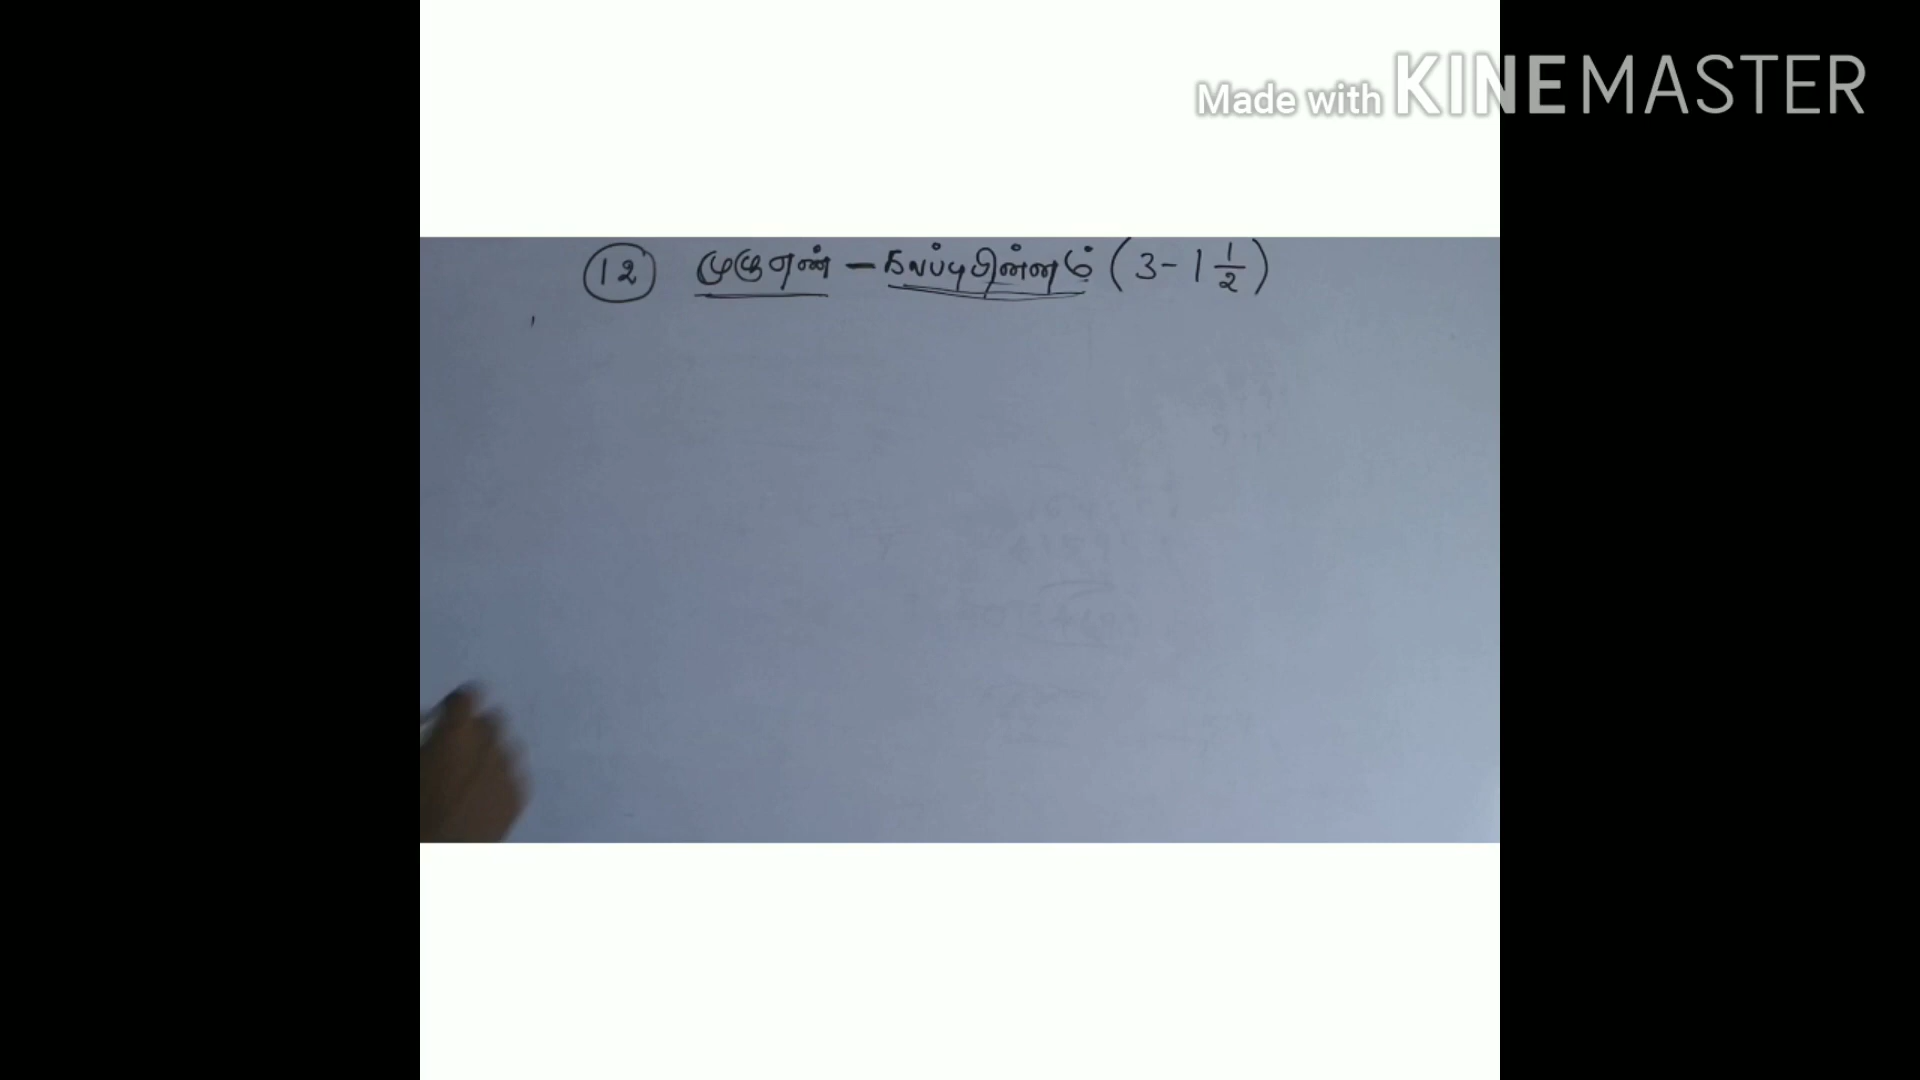 Made with KINEMASTER
12 முழுஎண் – கலப்புபின்னம் (3 - 1 1/2)